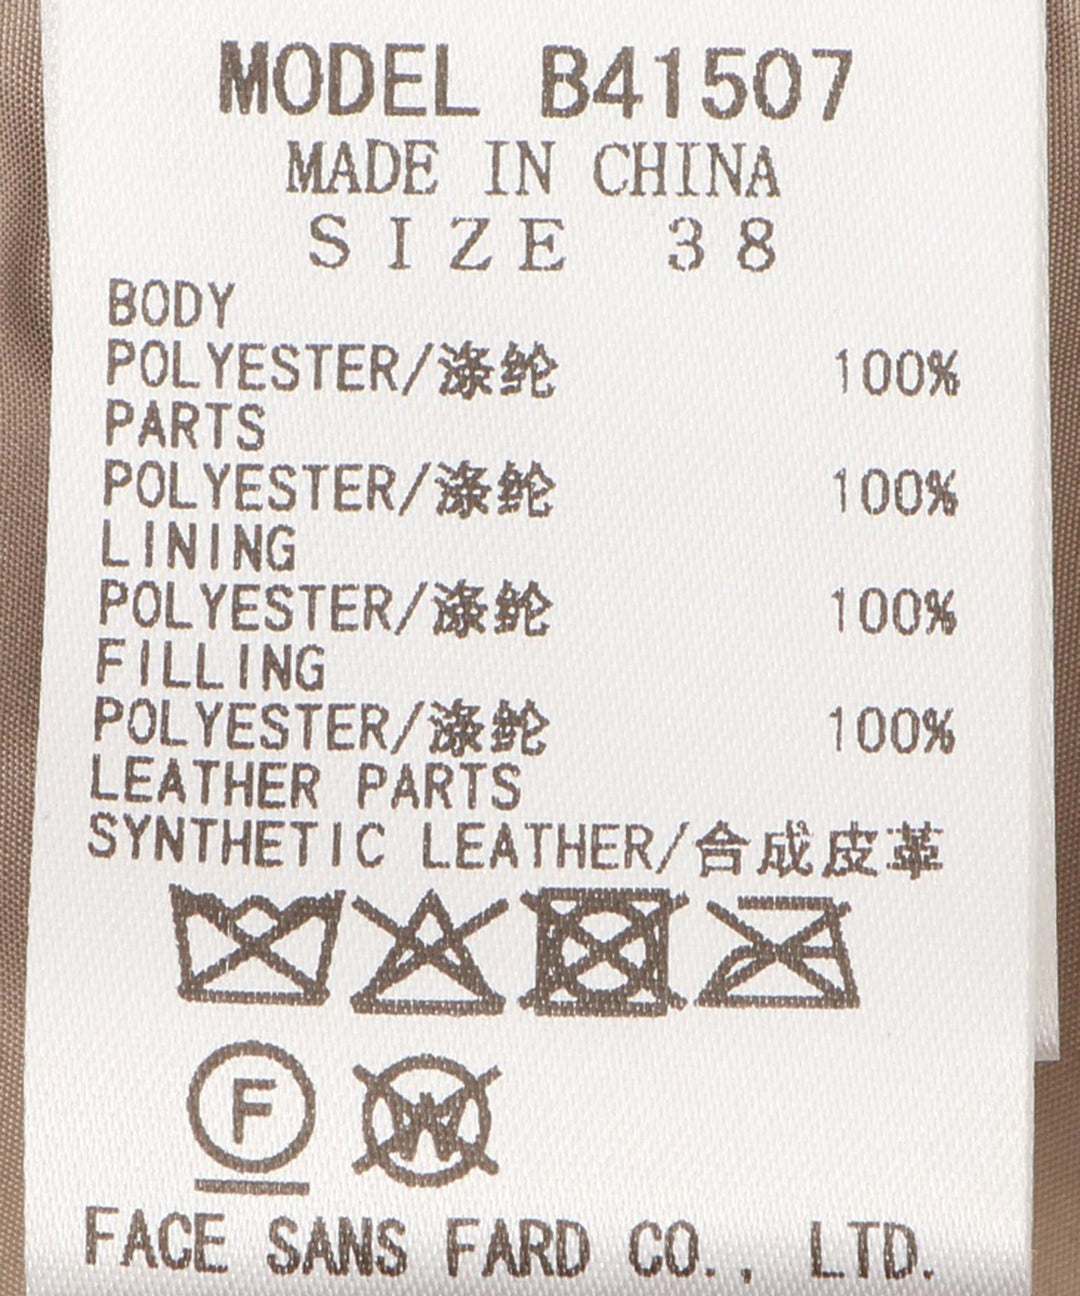 MODEL B41507
MADE IN CHINA
SIZE 38
BODY
POLYESTER/涤纶 100%
PARTS
POLYESTER/涤纶 100%
LINING
POLYESTER/涤纶 100%
FILLING
POLYESTER/涤纶 100%
LEATHER PARTS
SYNTHETIC LEATHER/合成皮革
F W
FACE SANS FARD CO., LTD.